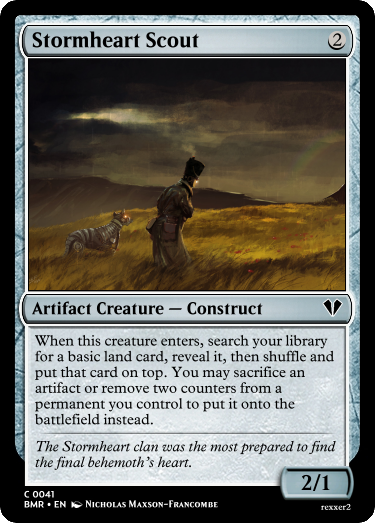 Stormheart Scout 2
Artifact Creature — Construct
When this creature enters, search your library
for a basic land card, reveal it, then shuffle and
put that card on top. You may sacrifice an
artifact or remove two counters from a
permanent you control to put it onto the
battlefield instead.
The Stormheart clan was the most prepared to find
the final behemoth's heart.
2/1
C 0041
BMR • EN Nicholas Maxson-Francombe
rexxer2